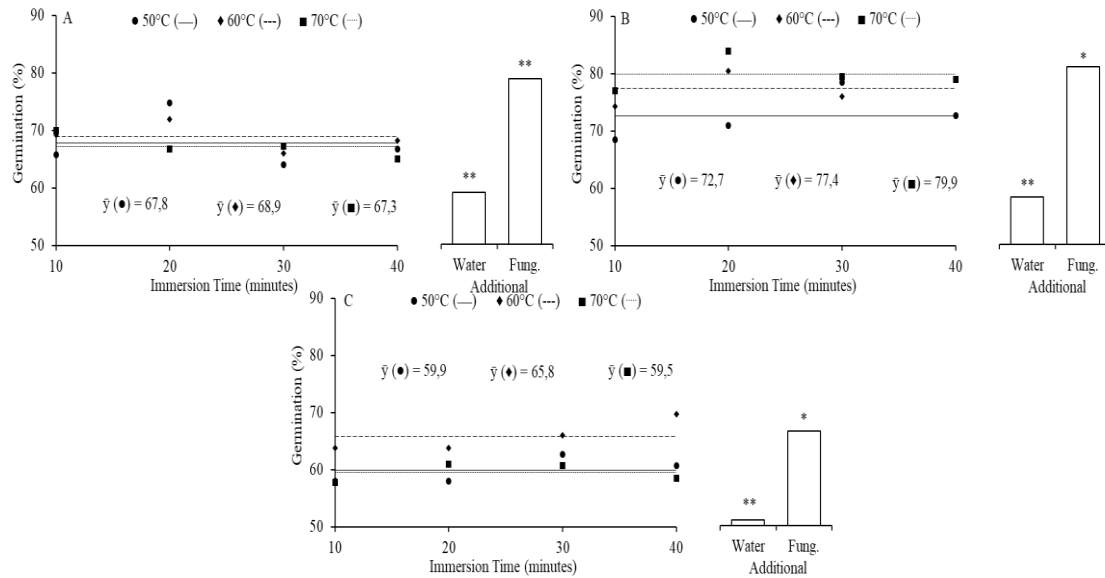 A
50°C (—) 60°C (---) 70°C (····)
Germination (%)
90
80
70
60
50
ȳ (●) = 67,8 ȳ (♦) = 68,9 ȳ (■) = 67,3
** **
10 20 30 40
Immersion Time (minutes)
Water Fung.
Additional
B
50°C (—) 60°C (---) 70°C (····)
Germination (%)
90
80
70
60
50
ȳ (●) = 72,7 ȳ (♦) = 77,4 ȳ (■) = 79,9
** *
10 20 30 40
Immersion Time (minutes)
Water Fung.
Additional
C
50°C (—) 60°C (---) 70°C (····)
Germination (%)
90
80
70
60
50
ȳ (●) = 59,9 ȳ (♦) = 65,8 ȳ (■) = 59,5
** *
10 20 30 40
Immersion Time (minutes)
Water Fung.
Additional